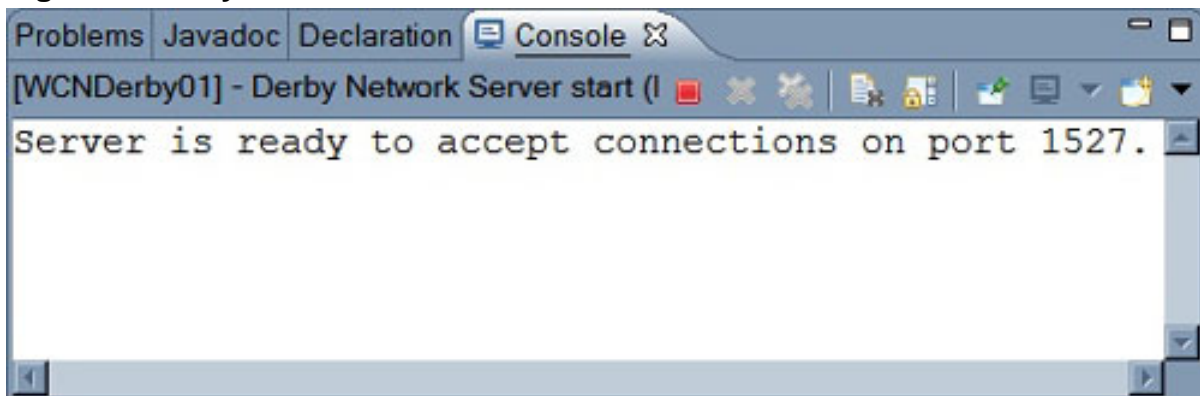 Problems Javadoc Declaration Console
[WCNDerby01] - Derby Network Server start (
Server is ready to accept connections on port 1527.